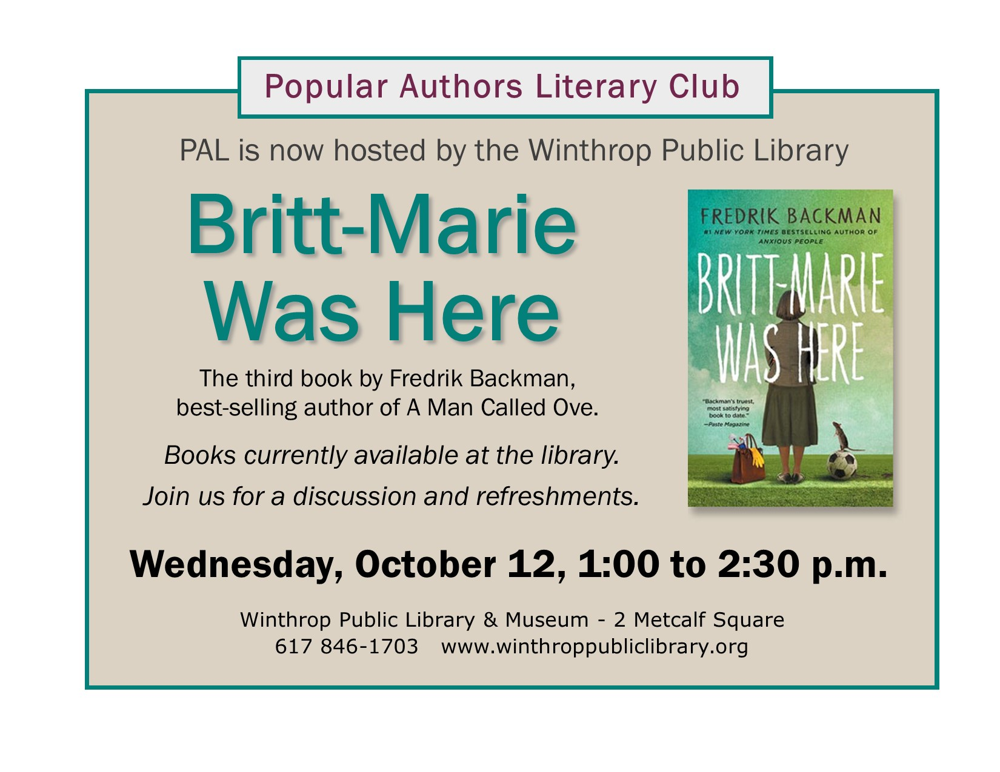 Popular Authors Literary Club
PAL is now hosted by the Winthrop Public Library
Britt-Marie
Was Here
The third book by Fredrik Backman,
best-selling author of A Man Called Ove.
Books currently available at the library.
Join us for a discussion and refreshments.
FREDRIK BACKMAN
#1 NEW YORK TIMES BESTSELLING AUTHOR OF
ANXIOUS PEOPLE
BRITT-MARIE
WAS HERE
"Backman's truest,
most satisfying
book to date."
—Paste Magazine
Wednesday, October 12, 1:00 to 2:30 p.m.
Winthrop Public Library & Museum - 2 Metcalf Square
617 846-1703 www.winthroppubliclibrary.org